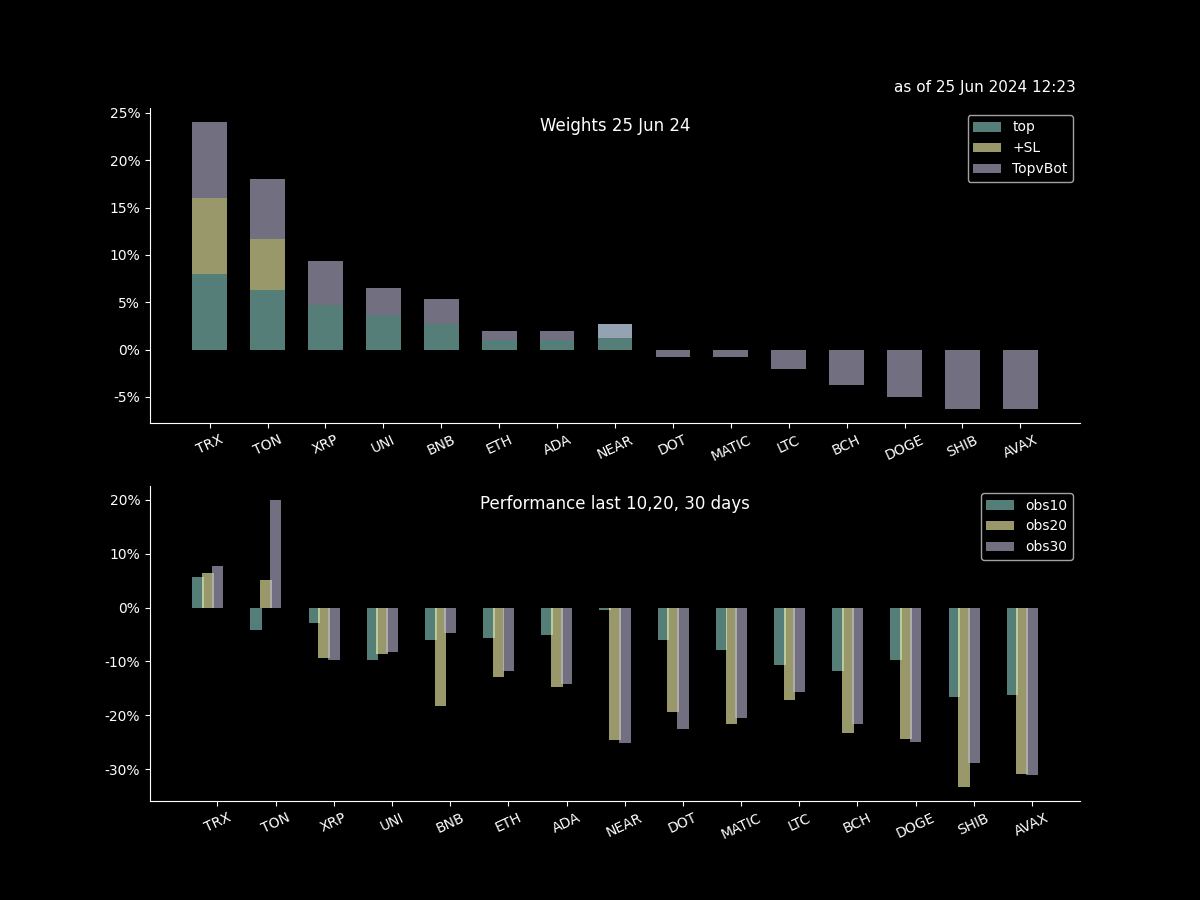 as of 25 Jun 2024 12:23
Weights 25 Jun 24
top
+SL
TopvBot
25%
20%
15%
10%
5%
0%
-5%
TRX TON XRP UNI BNB ETH ADA NEAR DOT MATIC LTC BCH DOGE SHIB AVAX
Performance last 10,20, 30 days
obs10
obs20
obs30
20%
10%
0%
-10%
-20%
-30%
TRX TON XRP UNI BNB ETH ADA NEAR DOT MATIC LTC BCH DOGE SHIB AVAX